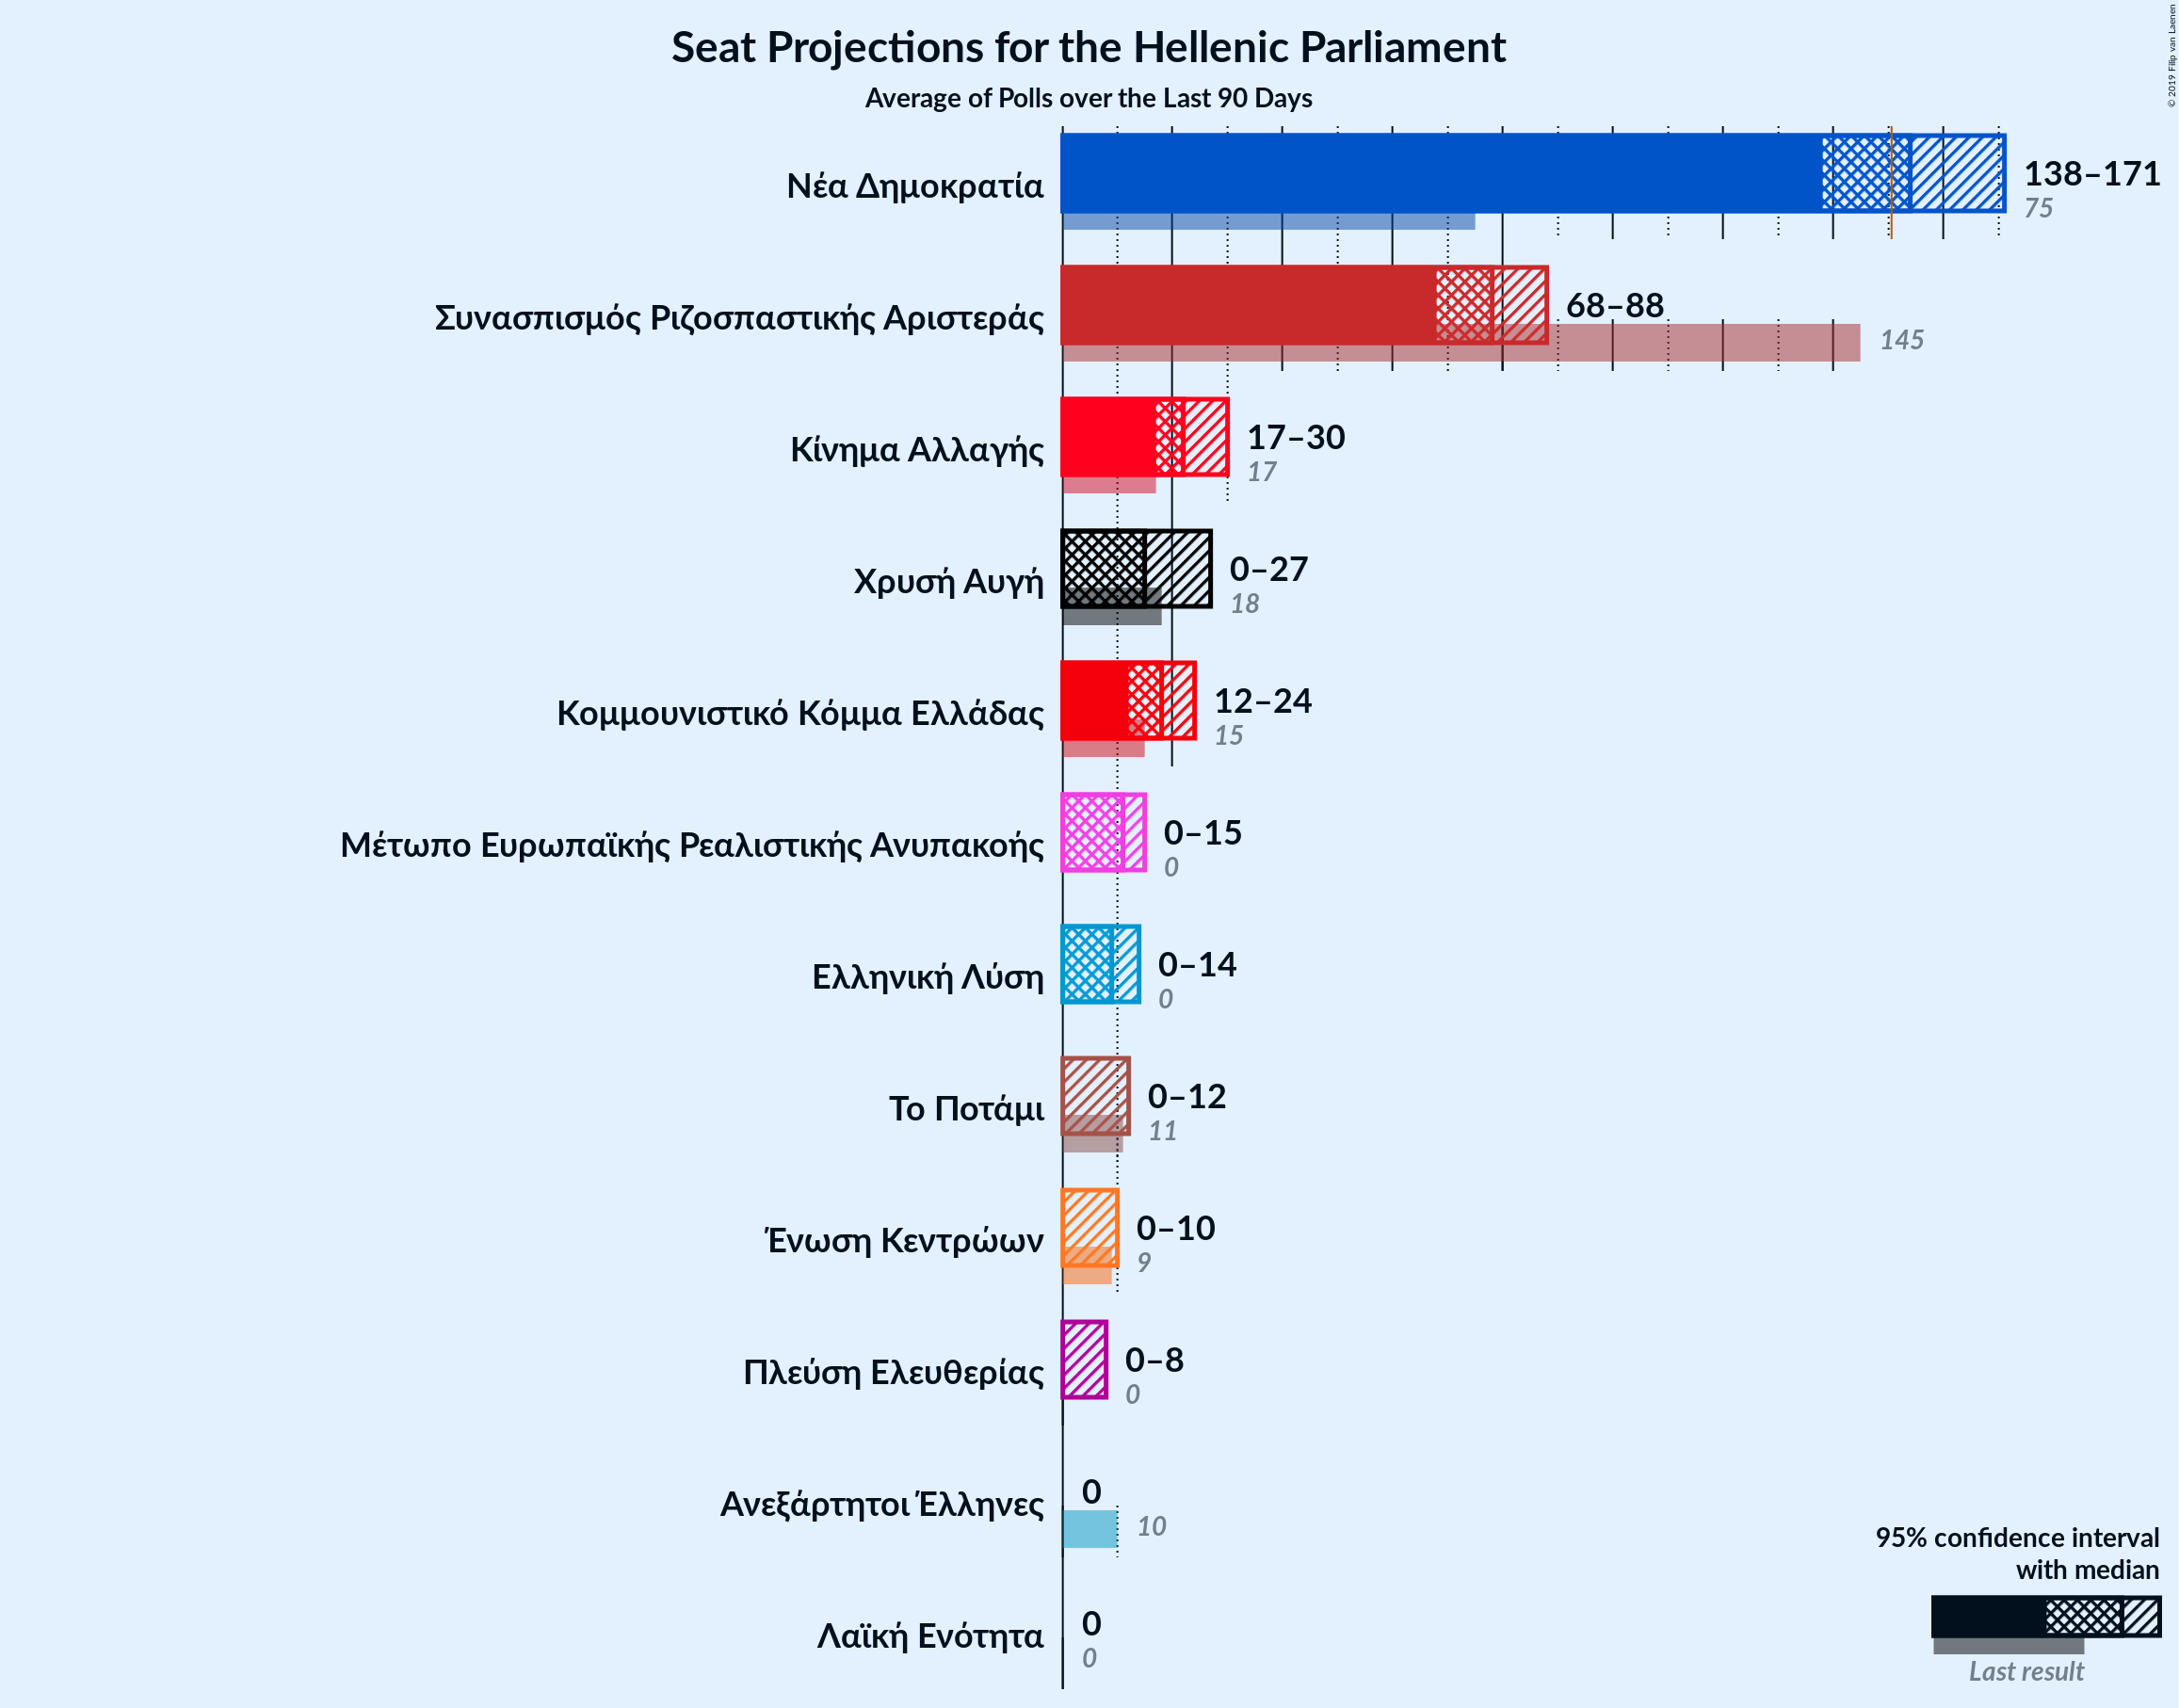 Seat Projections for the Hellenic Parliament
Average of Polls over the Last 90 Days
© 2019 Filip van Laenen
Νέα Δημοκρατία
138–171
75
Συνασπισμός Ριζοσπαστικής Αριστεράς
68–88
145
Κίνημα Αλλαγής
17–30
17
Χρυσή Αυγή
0–27
18
Κομμουνιστικό Κόμμα Ελλάδας
12–24
15
Μέτωπο Ευρωπαϊκής Ρεαλιστικής Ανυπακοής
0–15
0
Ελληνική Λύση
0–14
0
Το Ποτάμι
0–12
11
Ένωση Κεντρώων
0–10
9
Πλεύση Ελευθερίας
0–8
0
Ανεξάρτητοι Έλληνες
0
10
Λαϊκή Ενότητα
0
0
95% confidence interval
with median
Last result